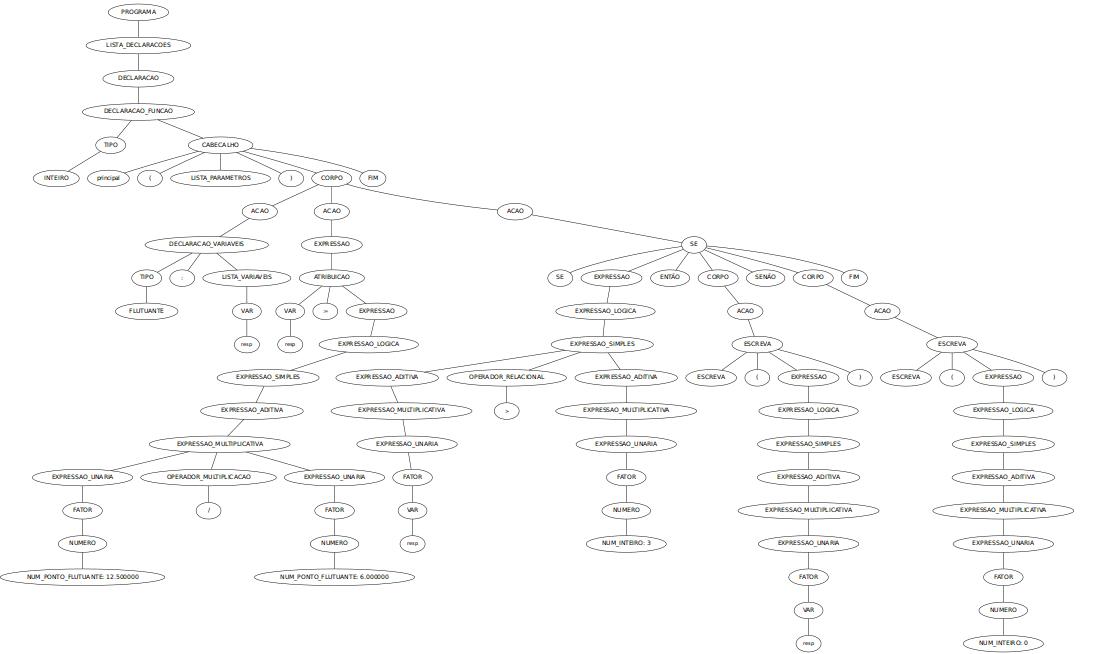 PROGRAMA
LISTA_DECLARACOES
DECLARACAO
DECLARACAO_FUNCAO
TIPO CABECALHO
INTEIRO principal ( LISTA_PARAMETROS ) CORPO FIM
ACAO ACAO ACAO
DECLARACAO_VARIAVEIS EXPRESSAO SE
TIPO : LISTA_VARIAVEIS ATRIBUICAO SE EXPRESSAO ENTÃO CORPO SENÃO CORPO FIM
FLUTUANTE VAR VAR > EXPRESSAO EXPRESSAO_LOGICA ACAO ACAO
resp resp EXPRESSAO_LOGICA EXPRESSAO_SIMPLES ESCREVA ESCREVA
EXPRESSAO_SIMPLES EXPRESSAO_ADITIVA OPERADOR_RELACIONAL EXPRESSAO_ADITIVA ESCREVA ( EXPRESSAO ) ESCREVA ( EXPRESSAO )
EXPRESSAO_ADITIVA EXPRESSAO_MULTIPLICATIVA > EXPRESSAO_MULTIPLICATIVA EXPRESSAO_LOGICA EXPRESSAO_LOGICA
EXPRESSAO_MULTIPLICATIVA EXPRESSAO_UNARIA EXPRESSAO_UNARIA EXPRESSAO_SIMPLES EXPRESSAO_SIMPLES
EXPRESSAO_UNARIA OPERADOR_MULTIPLICACAO EXPRESSAO_UNARIA FATOR FATOR EXPRESSAO_ADITIVA EXPRESSAO_ADITIVA
FATOR / FATOR VAR NUMERO EXPRESSAO_MULTIPLICATIVA EXPRESSAO_MULTIPLICATIVA
NUMERO NUMERO resp NUM_INTEIRO: 3 EXPRESSAO_UNARIA EXPRESSAO_UNARIA
NUM_PONTO_FLUTUANTE: 12.500000 NUM_PONTO_FLUTUANTE: 6.000000 FATOR FATOR
VAR NUMERO
resp NUM_INTEIRO: 0